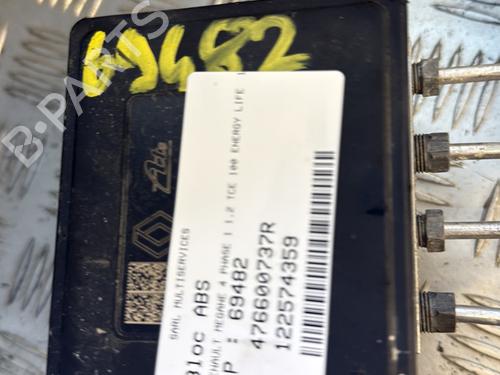 69482
Ate
SARL MULTISERVICES
Bloc ABS
RENAULT MEGANE 4 PHASE 1 1.2 TCE 100 ENERGY LIFE
P : 69482
476600737R
122574359
B-PARTS